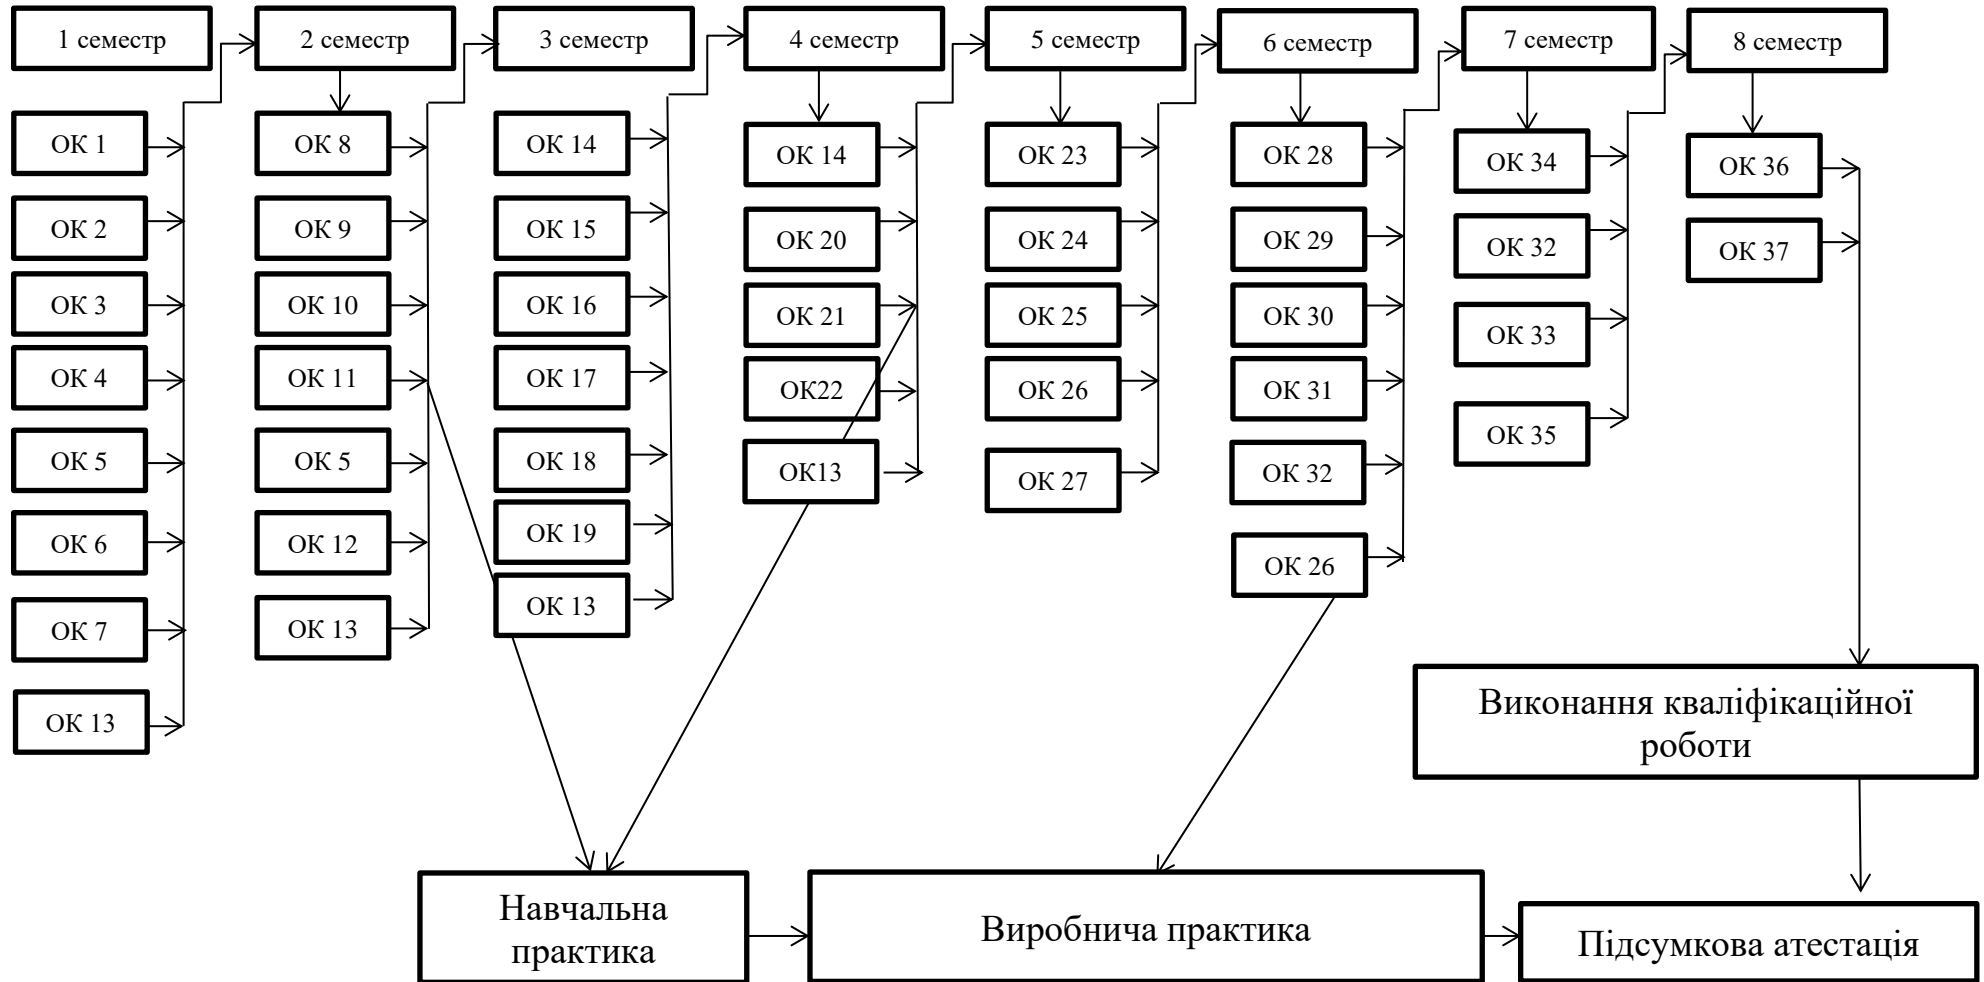 1 семестр
2 семестр
3 семестр
4 семестр
5 семестр
6 семестр
7 семестр
8 семестр
ОК 1
ОК 2
ОК 3
ОК 4
ОК 5
ОК 6
ОК 7
ОК 13
ОК 8
ОК 9
ОК 10
ОК 11
ОК 5
ОК 12
ОК 13
ОК 14
ОК 15
ОК 16
ОК 17
ОК 18
ОК 19
ОК 13
ОК 14
ОК 20
ОК 21
ОК22
ОК13
ОК 23
ОК 24
ОК 25
ОК 26
ОК 27
ОК 28
ОК 29
ОК 30
ОК 31
ОК 32
ОК 26
ОК 34
ОК 32
ОК 33
ОК 35
ОК 36
ОК 37
Виконання кваліфікаційної
роботи
Навчальна
практика
Виробнича практика
Підсумкова атестація